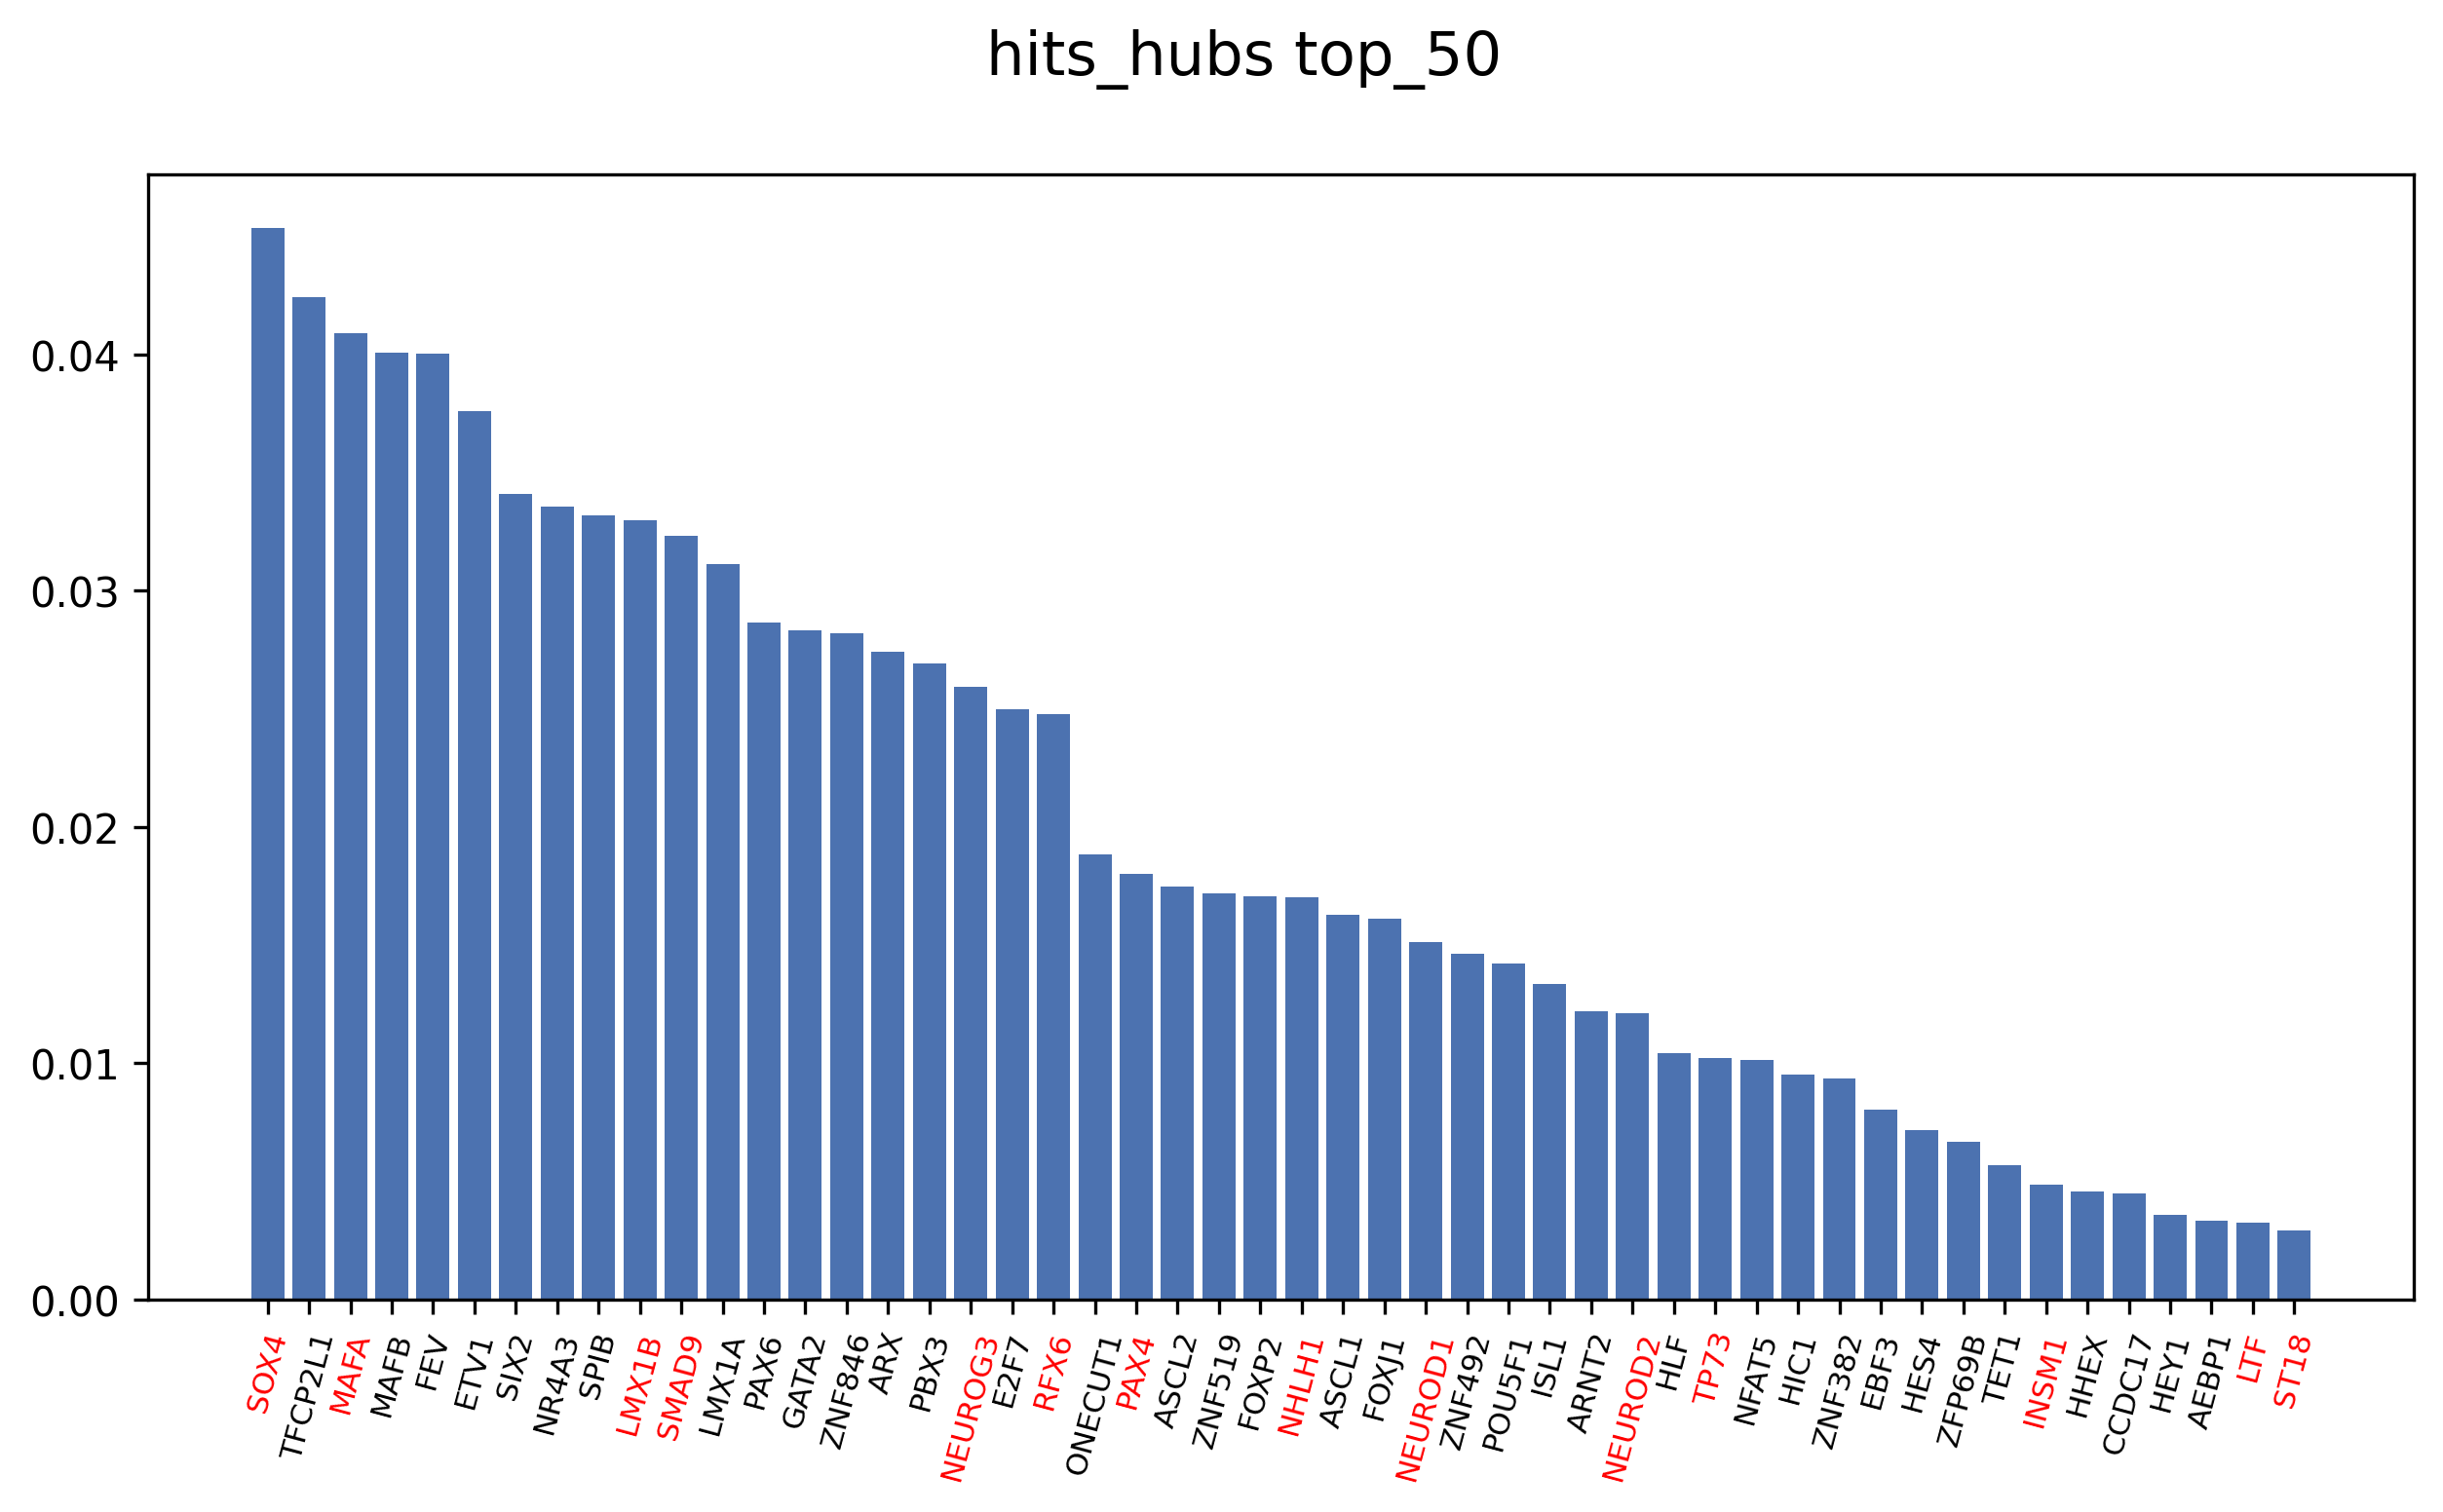 hits_hubs top_50
0.04
0.03
0.02
0.01
0.00
SOX4
TFCP2L1
MAFA
MAFB
FEV
ETV1
SIX2
NR4A3
SPIB
LMX1B
SMAD9
LMX1A
PAX6
GATA2
ZNF846
ARX
PBX3
NEUROG3
E2F7
RFX6
ONECUT1
PAX4
ASCL2
ZNF519
FOXP2
NHLH1
ASCL1
FOXJ1
NEUROD1
ZNF492
POU5F1
ISL1
ARNT2
NEUROD2
HLF
TP73
NFAT5
HIC1
ZNF382
EBF3
HES4
ZFP69B
TET1
INSM1
HHEX
CCDC17
HEY1
AEBP1
LTF
ST18